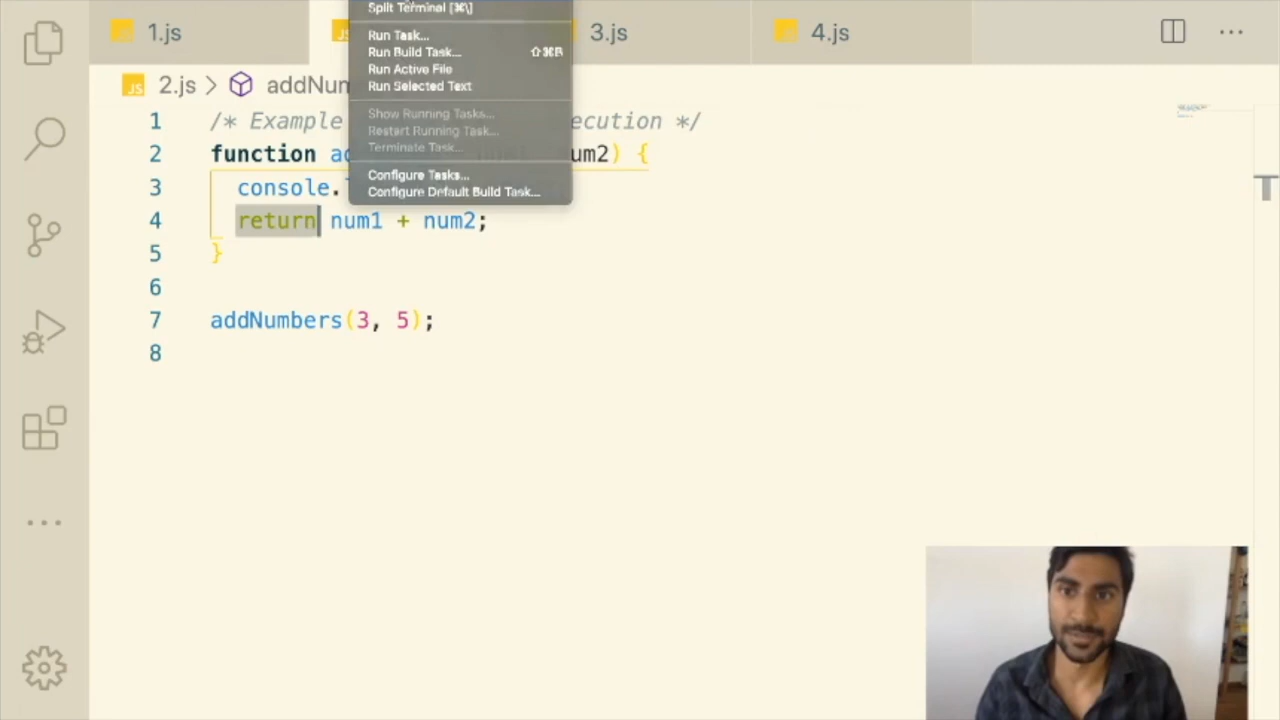 1.js
3.js
4.js
JS 2.js > addNum
Split Terminal [⌘\]
Run Task...
Run Build Task... ⇧⌘B
Run Active File
Run Selected Text
Show Running Tasks...
Restart Running Task...
Terminate Task...
Configure Tasks...
Configure Default Build Task...
1 /* Example ecution */
2 function ad um2) {
3 console.
4 return num1 + num2;
5 }
6
7 addNumbers(3, 5);
8